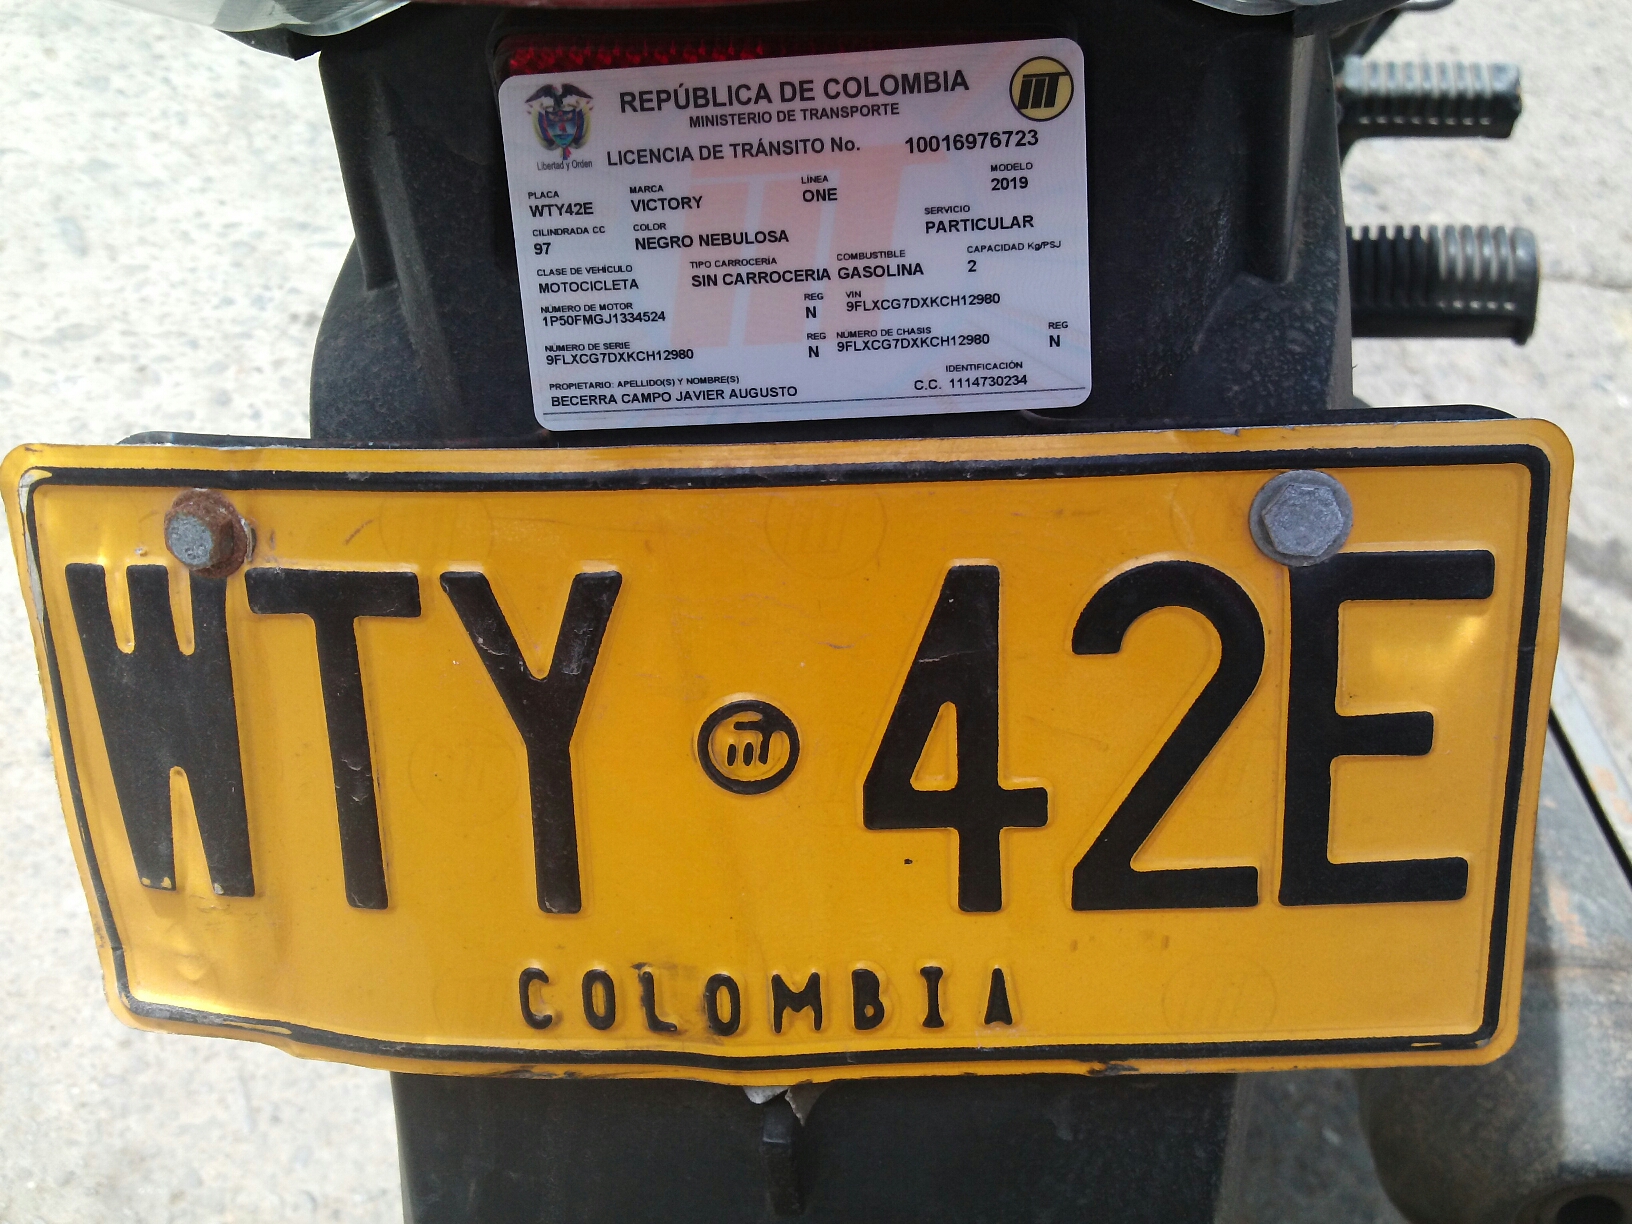 REPÚBLICA DE COLOMBIA
MINISTERIO DE TRANSPORTE
Libertad y Orden
LICENCIA DE TRÁNSITO No. 10016976723
PLACA MARCA LÍNEA MODELO
WTY42E VICTORY ONE 2019
CILINDRADA CC COLOR SERVICIO
97 NEGRO NEBULOSA PARTICULAR
CLASE DE VEHÍCULO TIPO CARROCERÍA COMBUSTIBLE CAPACIDAD Kg/PSJ
MOTOCICLETA SIN CARROCERIA GASOLINA 2
NÚMERO DE MOTOR REG VIN
1P50FMGJ1334524 N 9FLXCG7DXKCH12980
NÚMERO DE SERIE REG NÚMERO DE CHASIS REG
9FLXCG7DXKCH12980 N 9FLXCG7DXKCH12980 N
PROPIETARIO: APELLIDO(S) Y NOMBRE(S) IDENTIFICACIÓN
BECERRA CAMPO JAVIER AUGUSTO C.C. 1114730234
WTY 42E
COLOMBIA